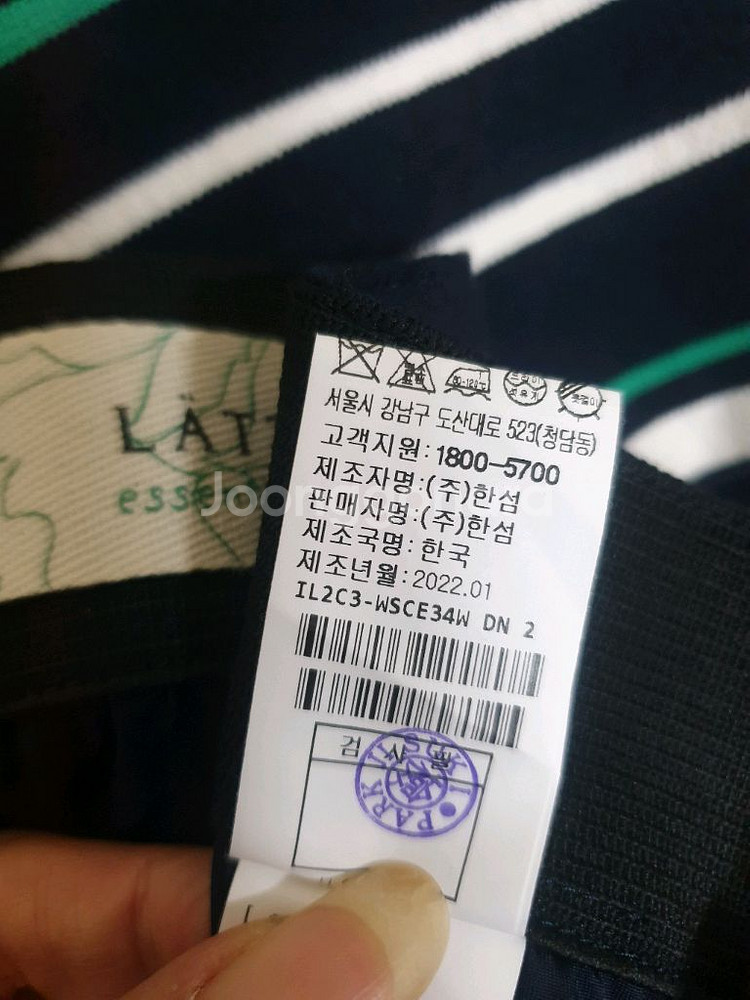 서울시 강남구 도산대로 523(청담동)
고객지원:1800-5700
제조자명:(주)한섬
판매자명:(주)한섬
제조국명:한국
제조년월:2022.01
IL2C3-WSCE34W DN 2
LÄT
esse
80-120℃
검 사 필
PARK